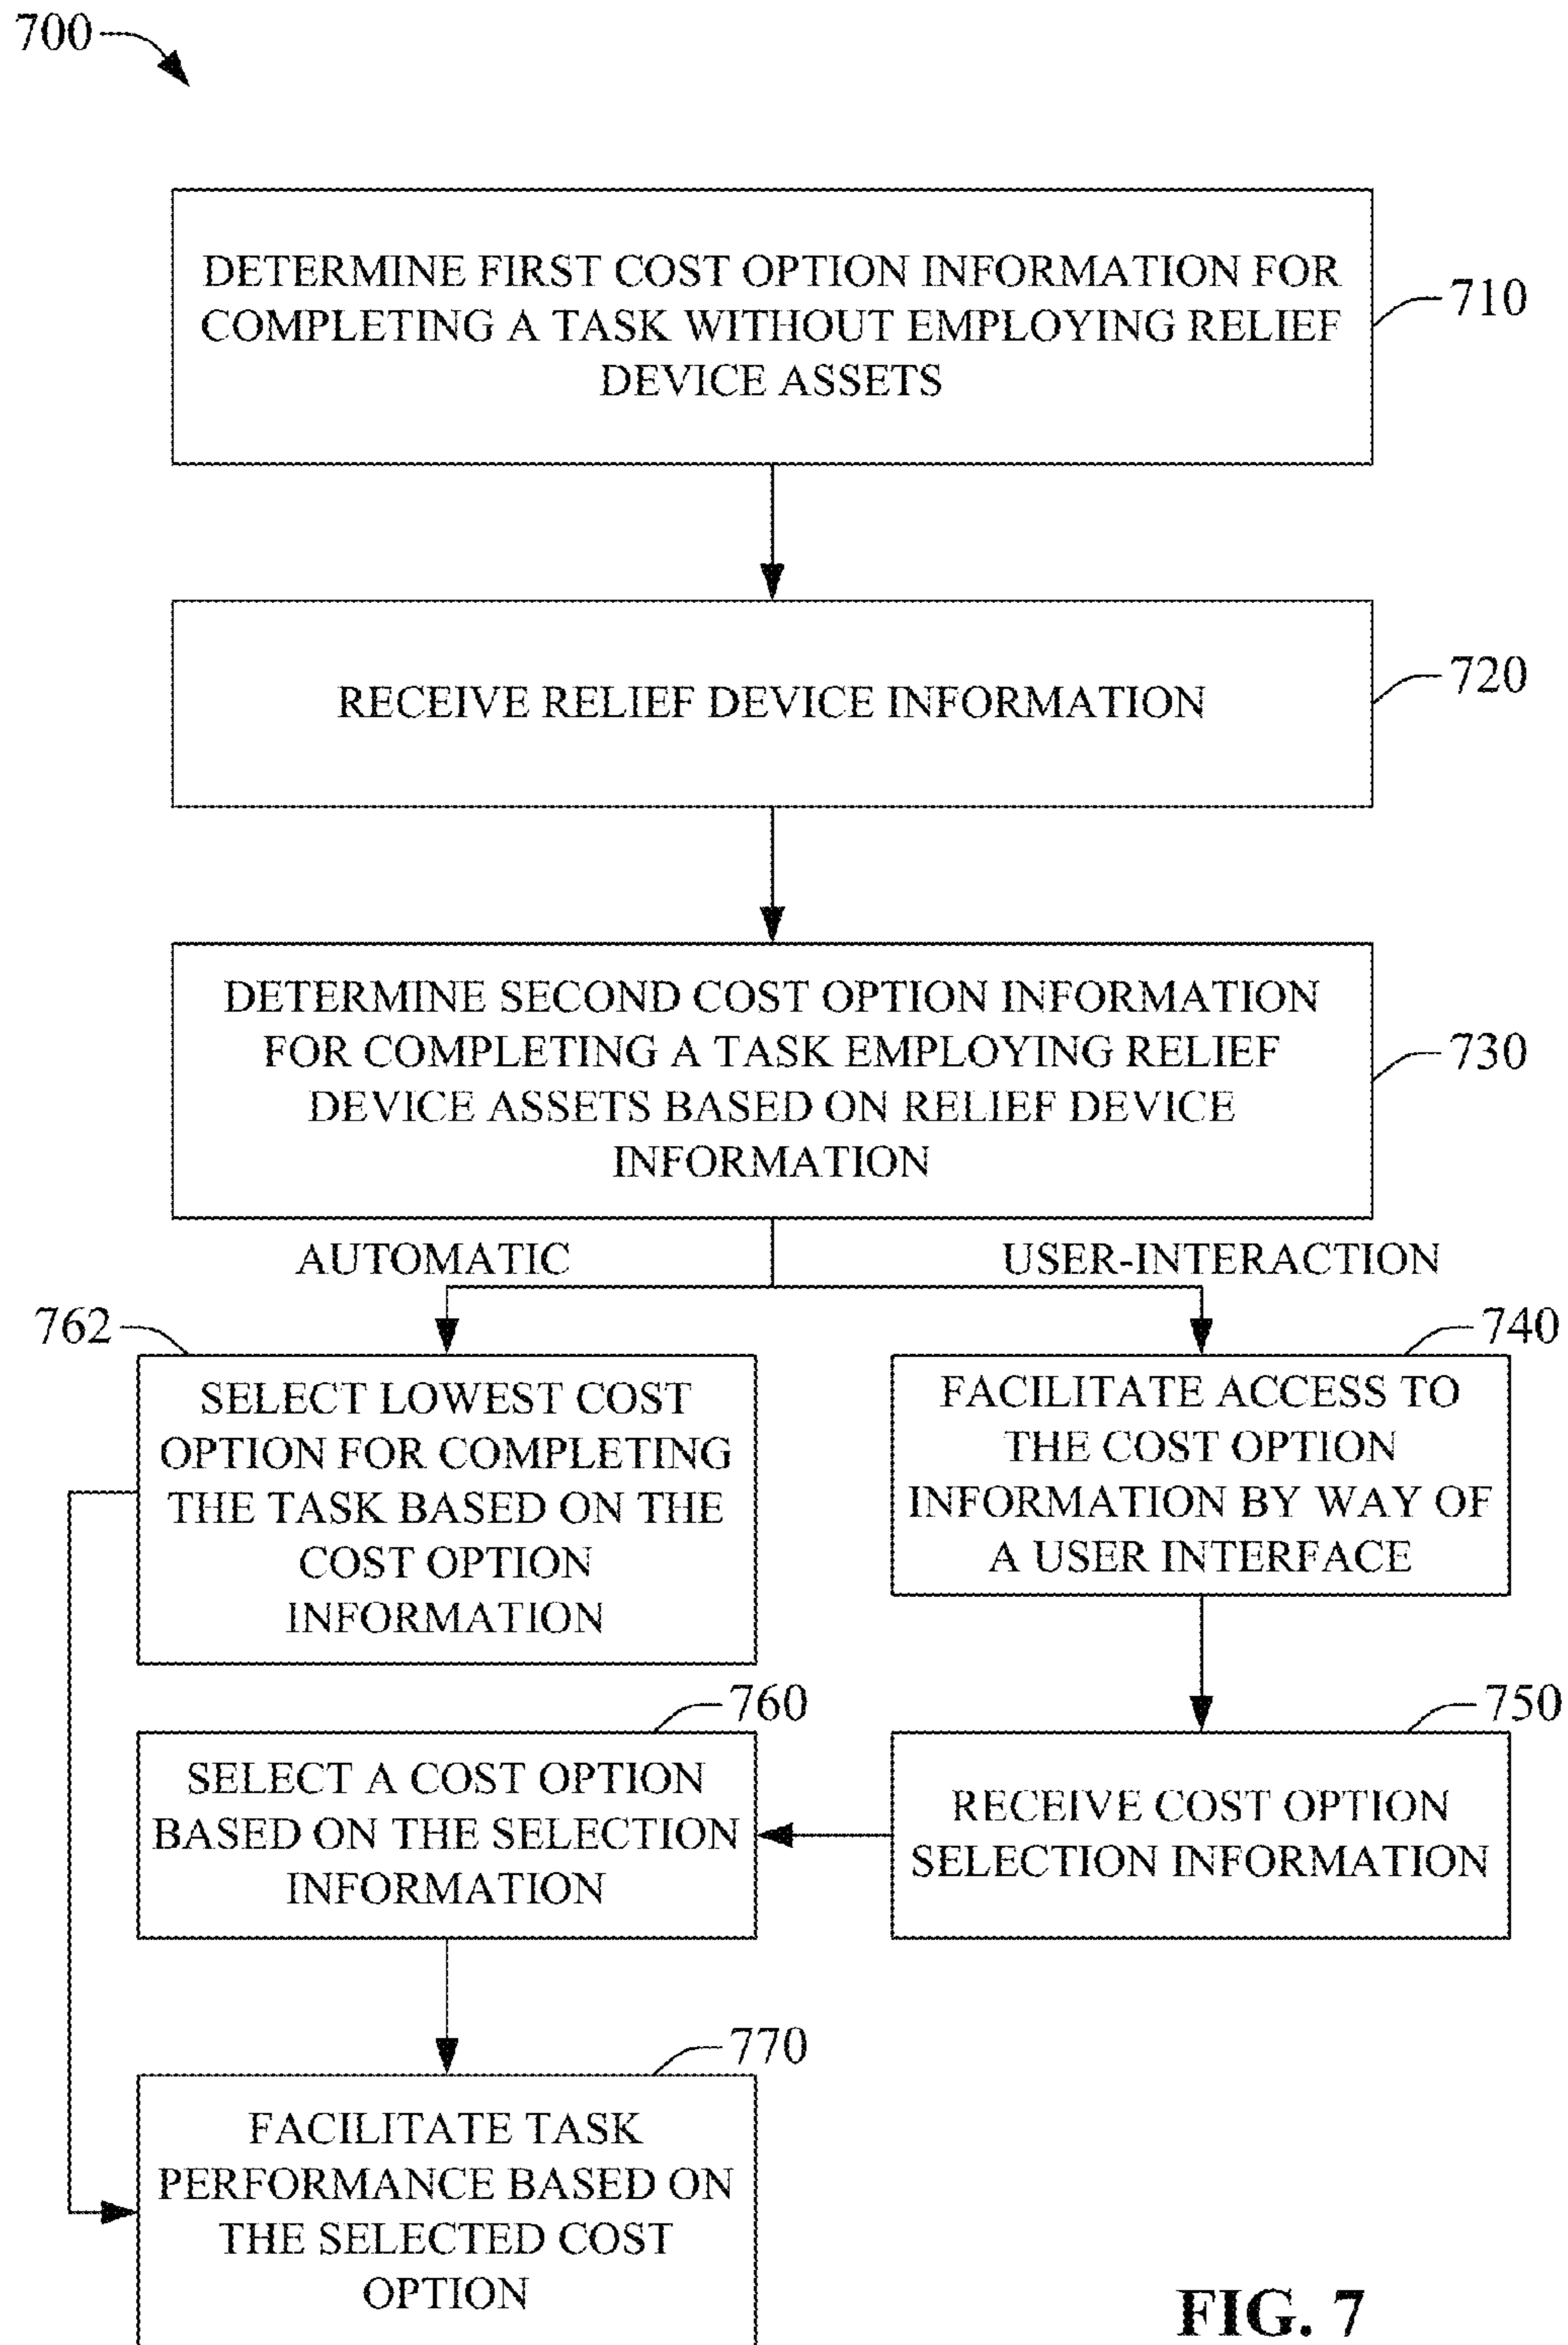 700
DETERMINE FIRST COST OPTION INFORMATION FOR
COMPLETING A TASK WITHOUT EMPLOYING RELIEF
DEVICE ASSETS
710
RECEIVE RELIEF DEVICE INFORMATION
720
DETERMINE SECOND COST OPTION INFORMATION
FOR COMPLETING A TASK EMPLOYING RELIEF
DEVICE ASSETS BASED ON RELIEF DEVICE
INFORMATION
730
AUTOMATIC
USER-INTERACTION
762
SELECT LOWEST COST
OPTION FOR COMPLETING
THE TASK BASED ON THE
COST OPTION
INFORMATION
740
FACILITATE ACCESS TO
THE COST OPTION
INFORMATION BY WAY OF
A USER INTERFACE
760
SELECT A COST OPTION
BASED ON THE SELECTION
INFORMATION
750
RECEIVE COST OPTION
SELECTION INFORMATION
770
FACILITATE TASK
PERFORMANCE BASED ON
THE SELECTED COST
OPTION
FIG. 7